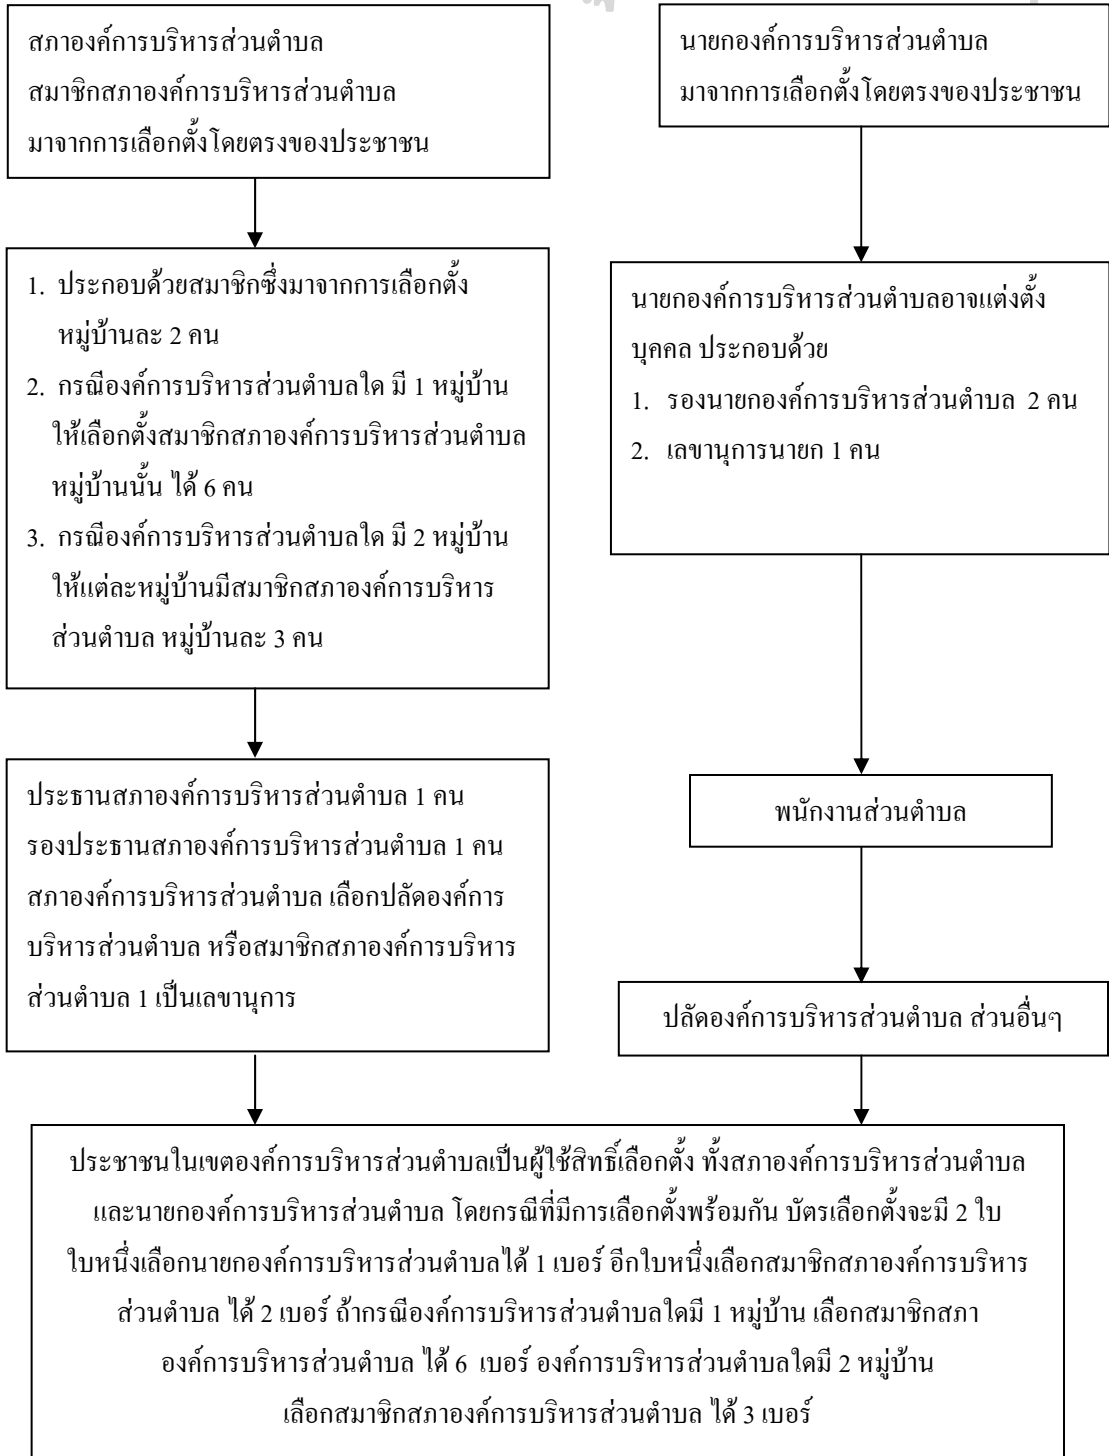 สภาองค์การบริหารส่วนตำบล
สมาชิกสภาองค์การบริหารส่วนตำบล
มาจากการเลือกตั้งโดยตรงของประชาชน
นายกองค์การบริหารส่วนตำบล
มาจากการเลือกตั้งโดยตรงของประชาชน
1. ประกอบด้วยสมาชิกซึ่งมาจากการเลือกตั้ง
หมู่บ้านละ 2 คน
2. กรณีองค์การบริหารส่วนตำบลใด มี 1 หมู่บ้าน
ให้เลือกตั้งสมาชิกสภาองค์การบริหารส่วนตำบล
หมู่บ้านนั้น ได้ 6 คน
3. กรณีองค์การบริหารส่วนตำบลใด มี 2 หมู่บ้าน
ให้แต่ละหมู่บ้านมีสมาชิกสภาองค์การบริหาร
ส่วนตำบล หมู่บ้านละ 3 คน
นายกองค์การบริหารส่วนตำบลอาจแต่งตั้ง
บุคคล ประกอบด้วย
1. รองนายกองค์การบริหารส่วนตำบล 2 คน
2. เลขานุการนายก 1 คน
ประธานสภาองค์การบริหารส่วนตำบล 1 คน
รองประธานสภาองค์การบริหารส่วนตำบล 1 คน
สภาองค์การบริหารส่วนตำบล เลือกปลัดองค์การ
บริหารส่วนตำบล หรือสมาชิกสภาองค์การบริหาร
ส่วนตำบล 1 เป็นเลขานุการ
พนักงานส่วนตำบล
ปลัดองค์การบริหารส่วนตำบล ส่วนอื่นๆ
ประชาชนในเขตองค์การบริหารส่วนตำบลเป็นผู้ใช้สิทธิ์เลือกตั้ง ทั้งสภาองค์การบริหารส่วนตำบล
และนายกองค์การบริหารส่วนตำบล โดยกรณีที่มีการเลือกตั้งพร้อมกัน บัตรเลือกตั้งจะมี 2 ใบ
ใบหนึ่งเลือกนายกองค์การบริหารส่วนตำบลได้ 1 เบอร์ อีกใบหนึ่งเลือกสมาชิกสภาองค์การบริหาร
ส่วนตำบล ได้ 2 เบอร์ ถ้ากรณีองค์การบริหารส่วนตำบลใดมี 1 หมู่บ้าน เลือกสมาชิกสภา
องค์การบริหารส่วนตำบล ได้ 6 เบอร์ องค์การบริหารส่วนตำบลใดมี 2 หมู่บ้าน
เลือกสมาชิกสภาองค์การบริหารส่วนตำบล ได้ 3 เบอร์